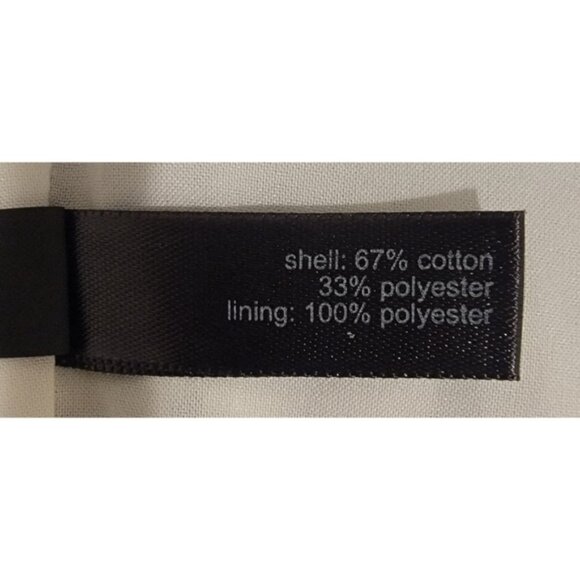 shell: 67% cotton
33% polyester
lining: 100% polyester